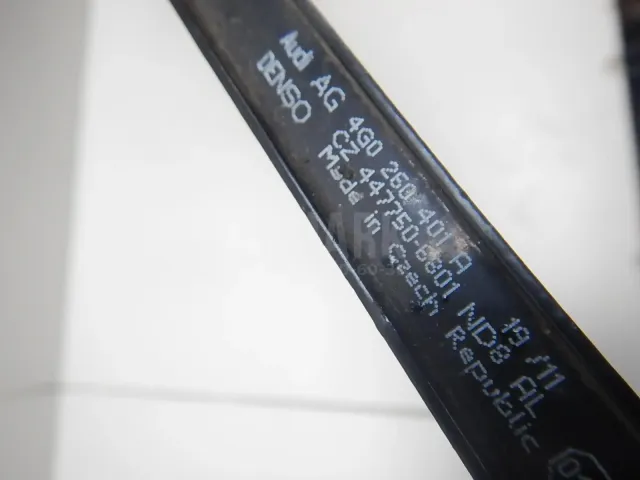 Audi AG 4G0 260 401 A 19 /11
DENSO CZ 447750-6801 ND8 AL
Made in Czech Republic